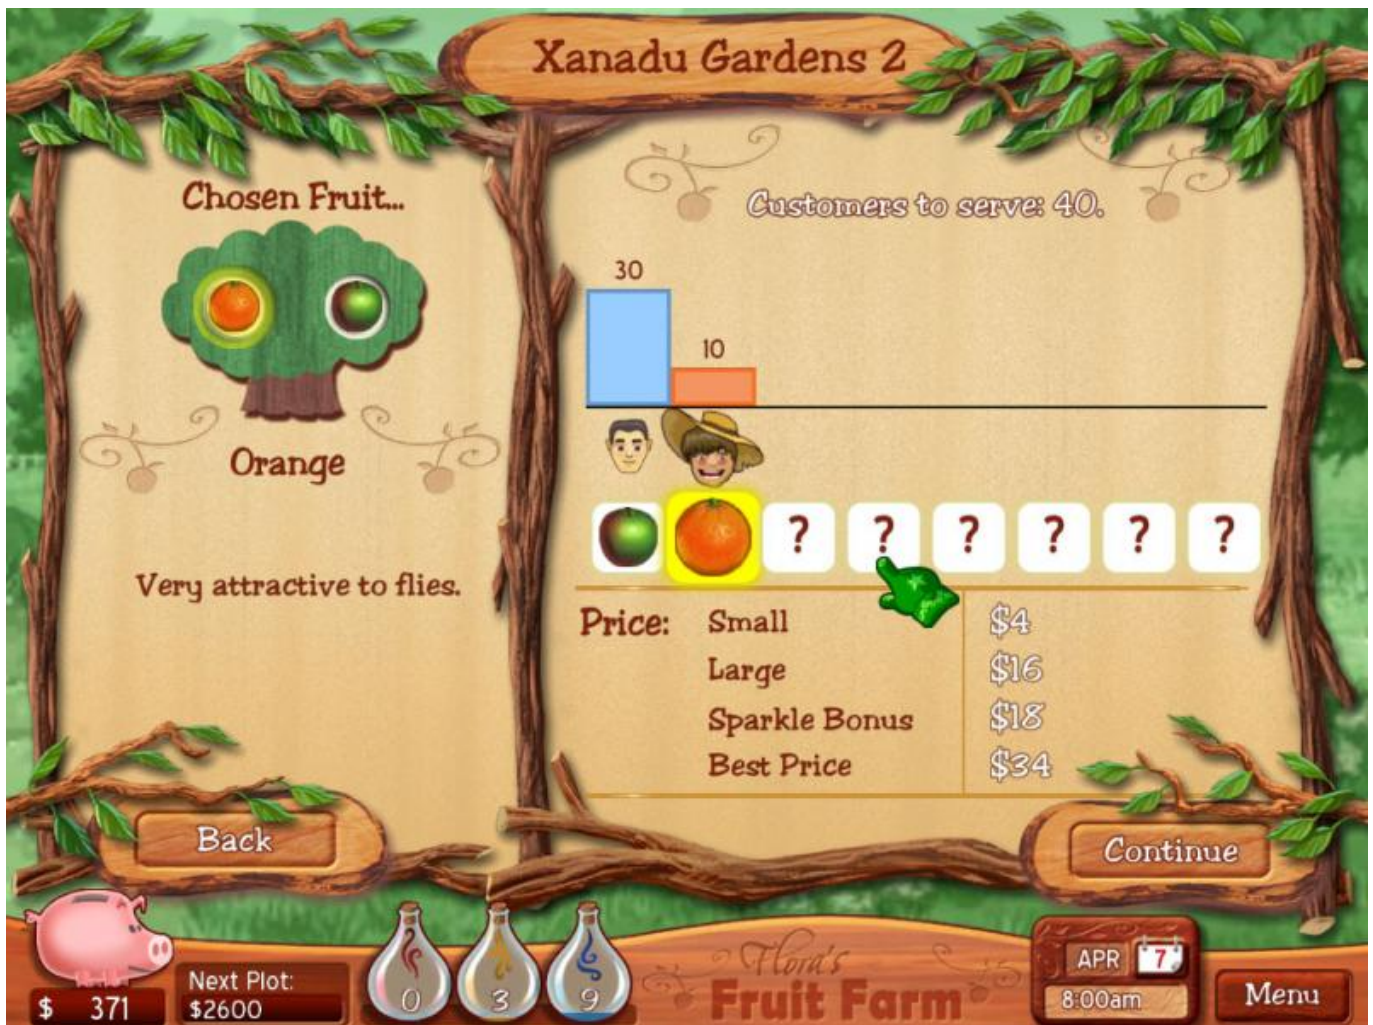 Xanadu Gardens 2
Chosen Fruit...
Orange
Very attractive to flies.
Customers to serve: 40.
30
10
? ? ? ? ? ?
Price:
Small $4
Large $16
Sparkle Bonus $18
Best Price $34
Back
Continue
$ 371
Next Plot:
$2600
0
3
9
Flora's
Fruit Farm
APR 7
8:00am
Menu